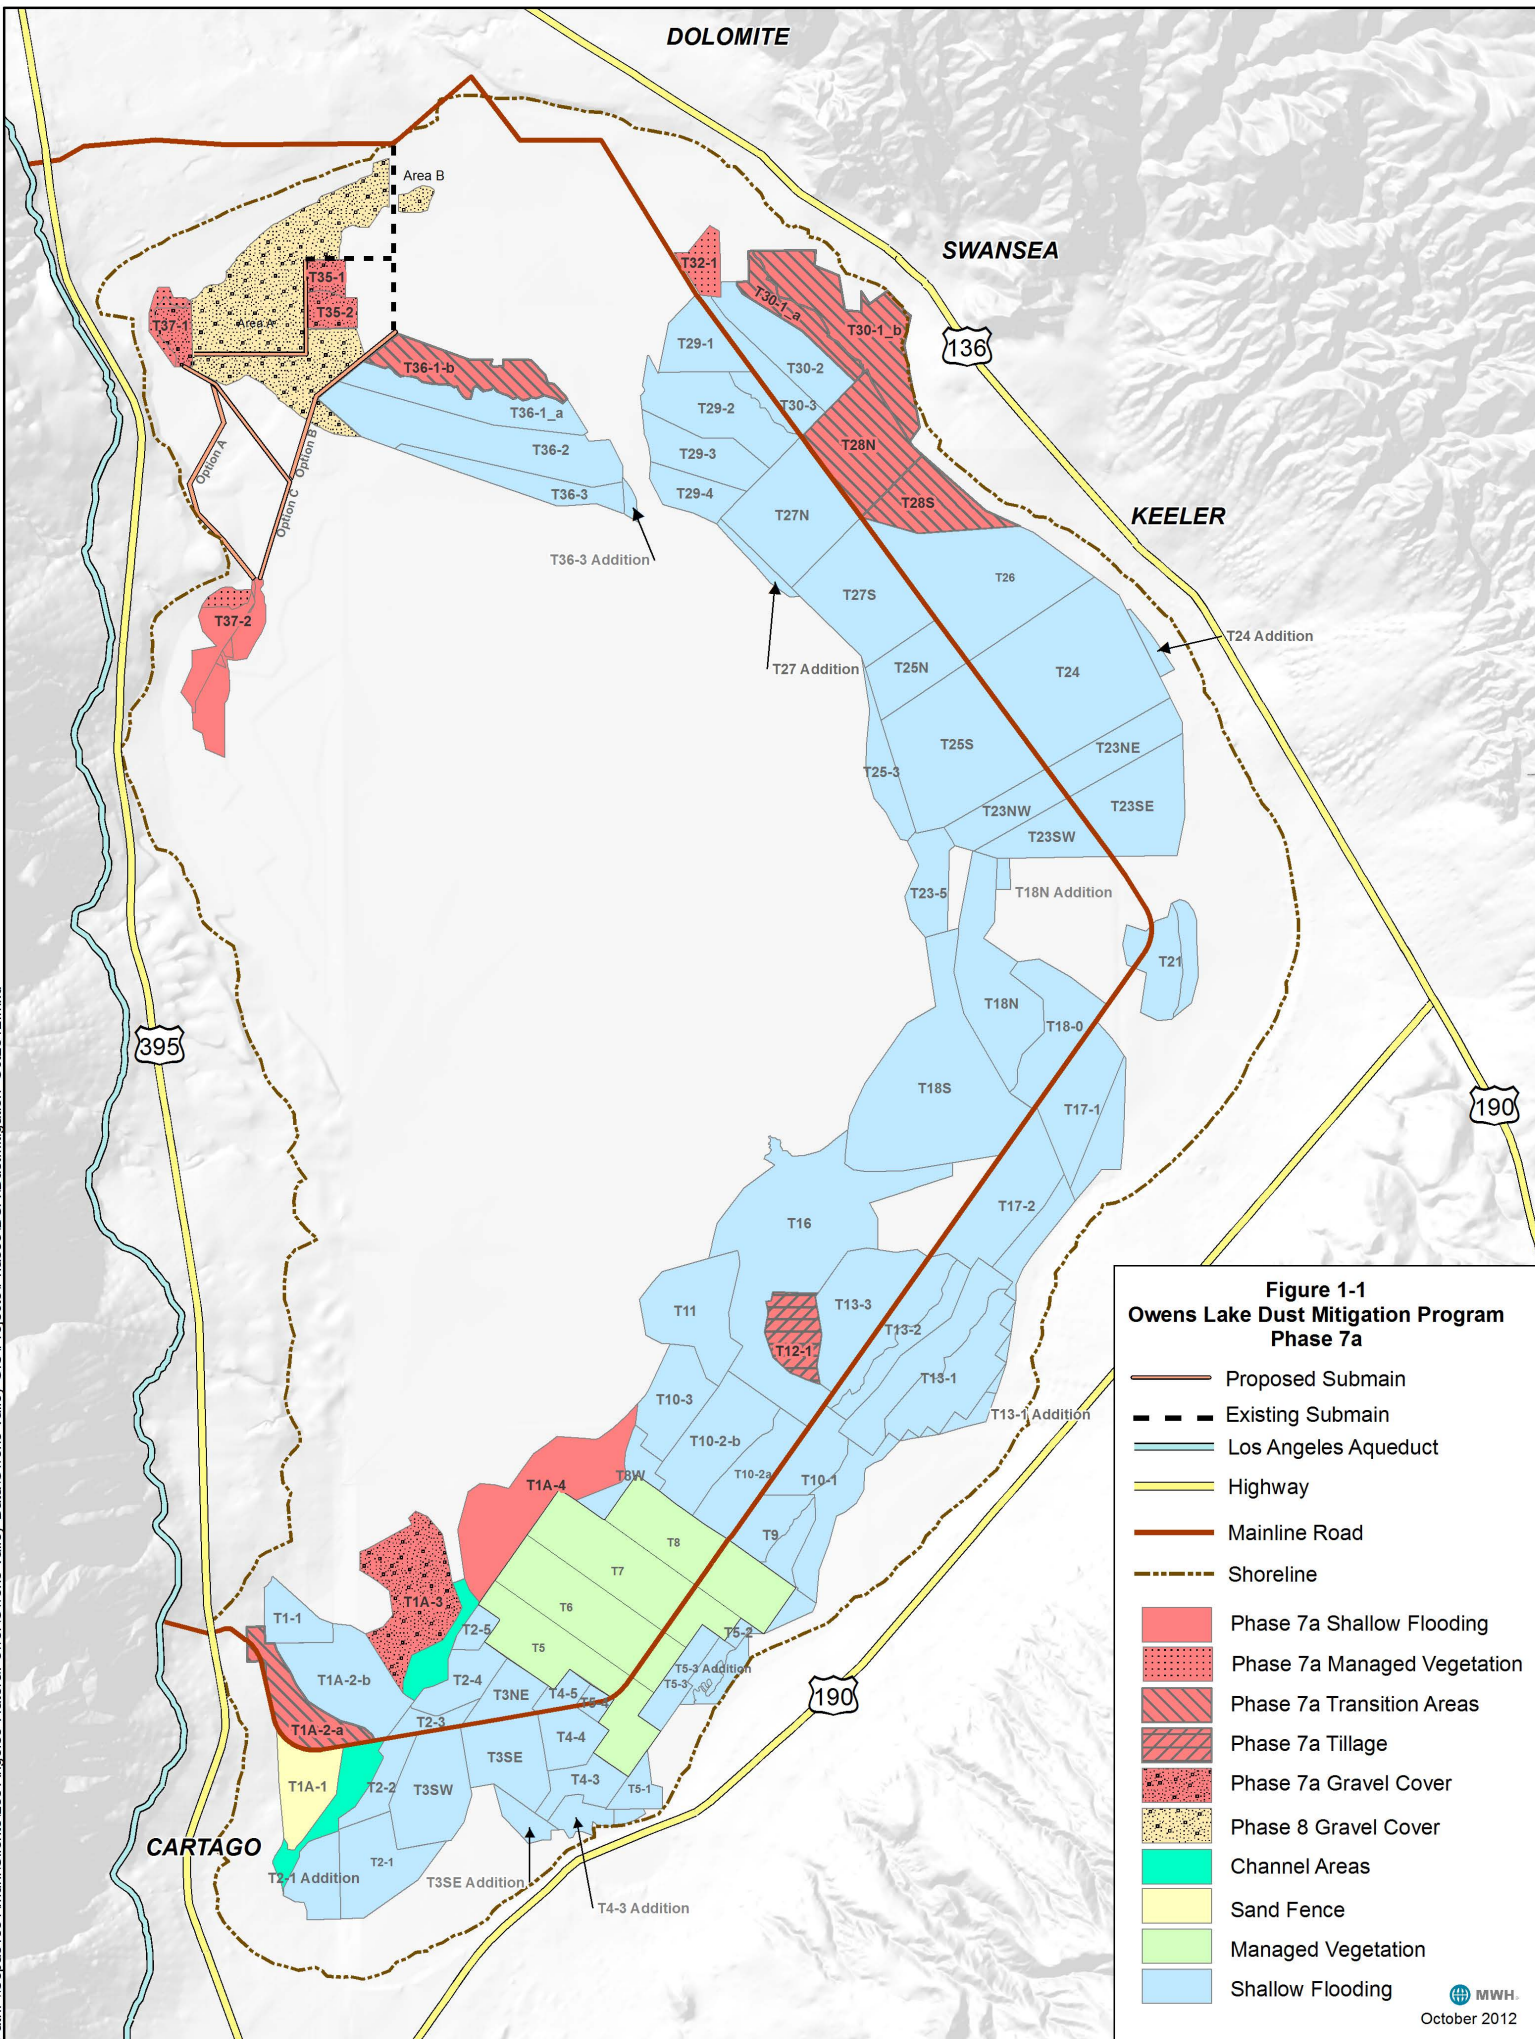 DOLOMITE
Area B
SWANSEA
T32-1
T35-1
T30-1_a
T35-2
T37-1
Area A
T30-1_b
T29-1
136
T36-1-b
T30-2
T36-1_a
T29-2
T30-3
T36-2
T28N
T29-3
Option A
Option B
T36-3
T29-4
T28S
Option C
T27N
KEELER
T36-3 Addition
T26
T27S
T37-2
T24 Addition
T27 Addition
T25N
T24
T25S
T23NE
T25-3
T23NW
T23SE
T23SW
T23-5
T18N Addition
T21
T18N
T18-0
395
T18S
T17-1
190
T17-2
T16
T11
T13-3
T13-2
T12-1
T13-1
T10-3
T13-1 Addition
T10-2-b
T8W
T10-2a
T10-1
T1A-4
T9
T8
T7
T1A-3
T6
T1-1
T2-5
T5-2
T5
T1A-2-b
T2-4
T5-3 Addition
T5-3
T3NE
T4-5
T5-4
T2-3
T1A-2-a
190
T4-4
T3SE
T1A-1
T2-2
T3SW
T4-3
T5-1
CARTAGO
T2-1
T2-1 Addition
T3SE Addition
T4-3 Addition
Figure 1-1
Owens Lake Dust Mitigation Program
Phase 7a
Proposed Submain
Existing Submain
Los Angeles Aqueduct
Highway
Mainline Road
Shoreline
Phase 7a Shallow Flooding
Phase 7a Managed Vegetation
Phase 7a Transition Areas
Phase 7a Tillage
Phase 7a Gravel Cover
Phase 8 Gravel Cover
Channel Areas
Sand Fence
Managed Vegetation
Shallow Flooding
MWH
October 2012